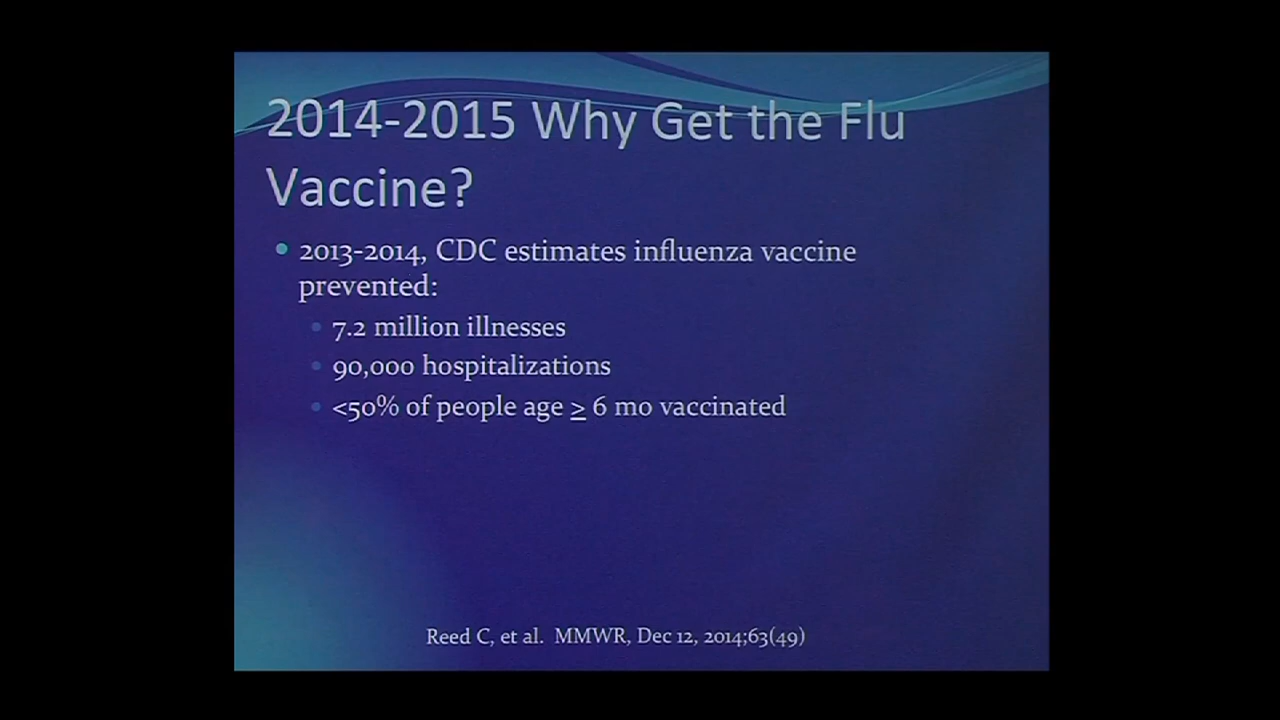 2014-2015 Why Get the Flu
Vaccine?
2013-2014, CDC estimates influenza vaccine
prevented:
7.2 million illnesses
90,000 hospitalizations
<50% of people age ≥ 6 mo vaccinated
Reed C, et al. MMWR, Dec 12, 2014;63(49)